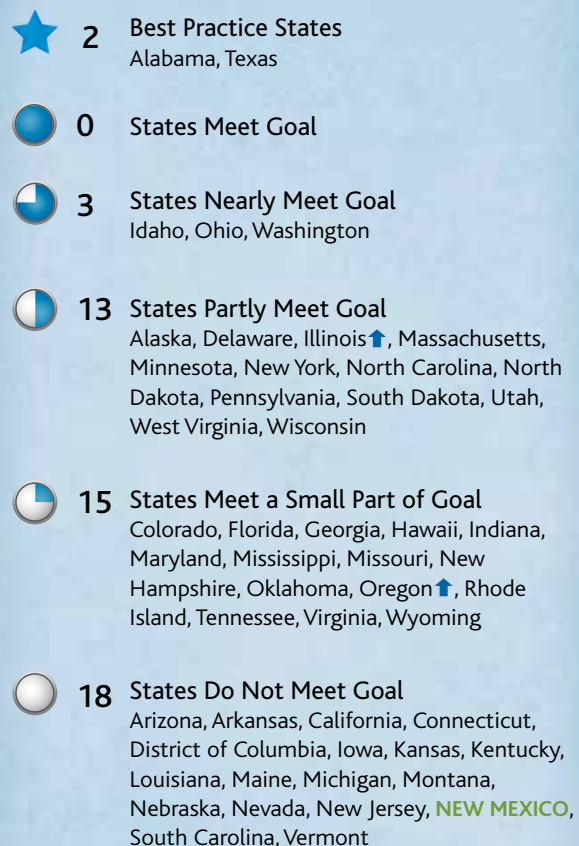 2 Best Practice States
Alabama, Texas
0 States Meet Goal
3 States Nearly Meet Goal
Idaho, Ohio, Washington
13 States Partly Meet Goal
Alaska, Delaware, Illinois⬆, Massachusetts,
Minnesota, New York, North Carolina, North
Dakota, Pennsylvania, South Dakota, Utah,
West Virginia, Wisconsin
15 States Meet a Small Part of Goal
Colorado, Florida, Georgia, Hawaii, Indiana,
Maryland, Mississippi, Missouri, New
Hampshire, Oklahoma, Oregon⬆, Rhode
Island, Tennessee, Virginia, Wyoming
18 States Do Not Meet Goal
Arizona, Arkansas, California, Connecticut,
District of Columbia, Iowa, Kansas, Kentucky,
Louisiana, Maine, Michigan, Montana,
Nebraska, Nevada, New Jersey, NEW MEXICO,
South Carolina, Vermont